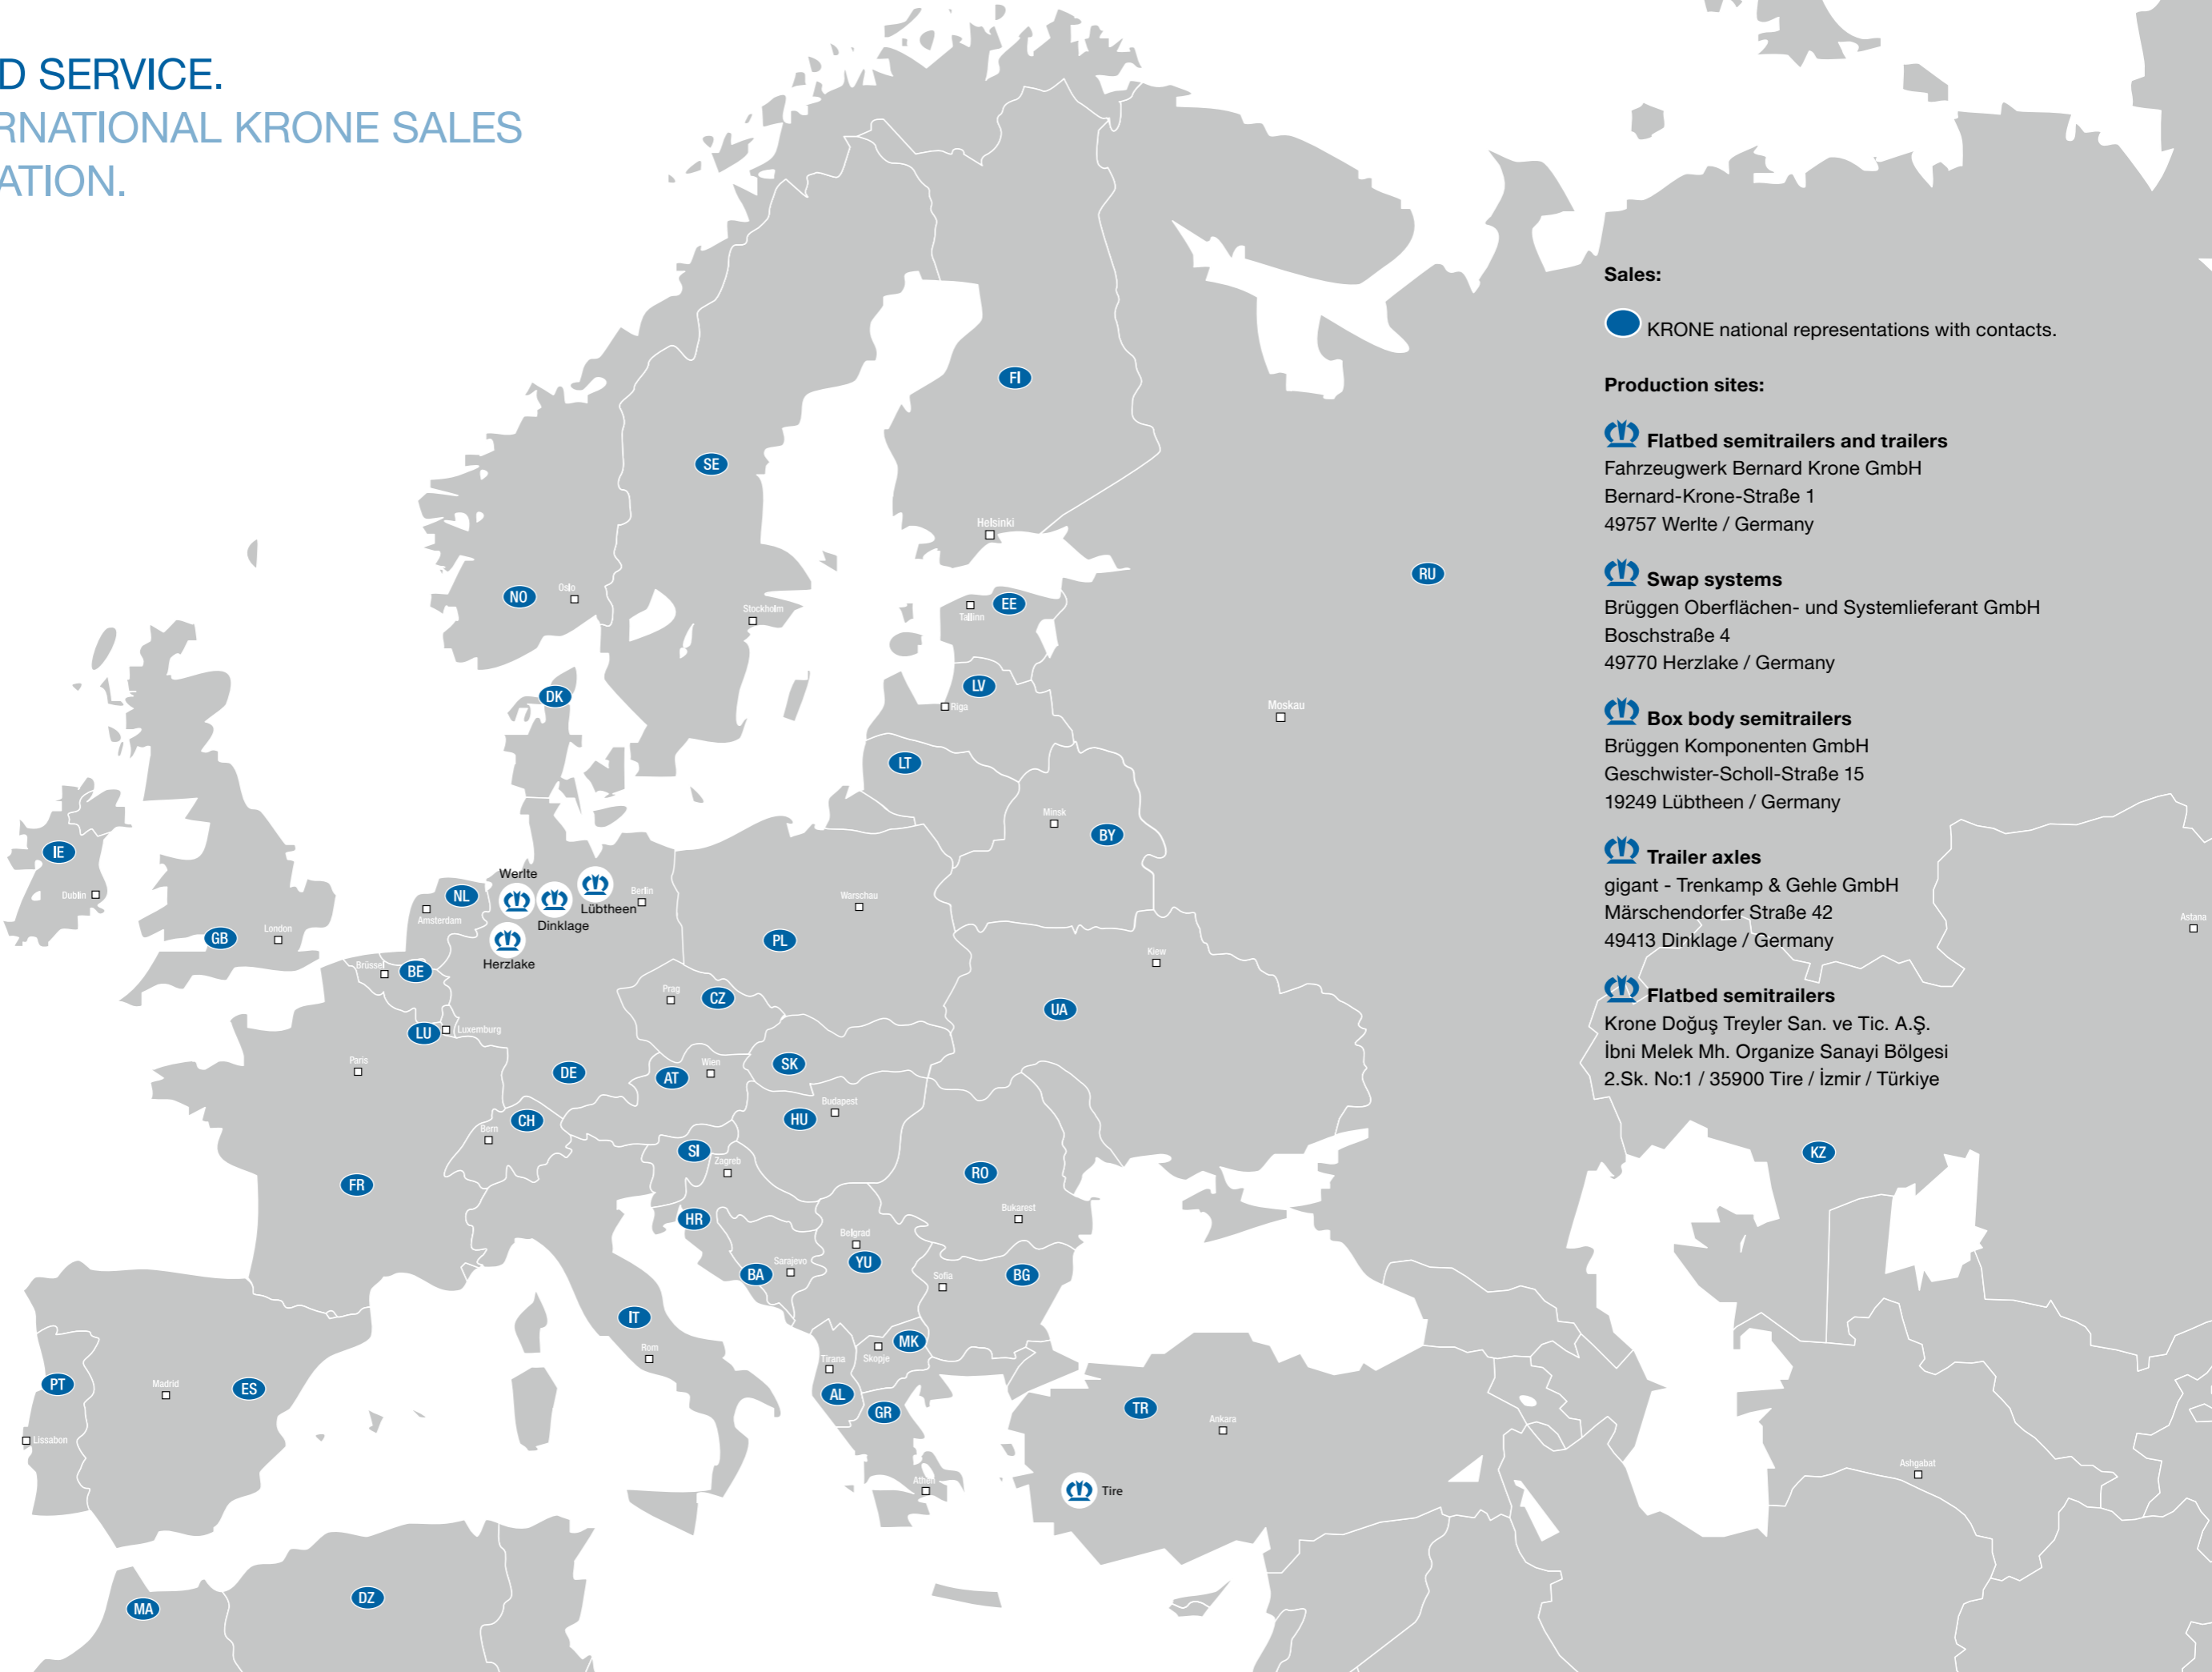 D SERVICE.
RNATIONAL KRONE SALES
ATION.
Sales:
KRONE national representations with contacts.
Production sites:
Flatbed semitrailers and trailers
Fahrzeugwerk Bernard Krone GmbH
Bernard-Krone-Straße 1
49757 Werlte / Germany
Swap systems
Brüggen Oberflächen- und Systemlieferant GmbH
Boschstraße 4
49770 Herzlake / Germany
Box body semitrailers
Brüggen Komponenten GmbH
Geschwister-Scholl-Straße 15
19249 Lübtheen / Germany
Trailer axles
gigant - Trenkamp & Gehle GmbH
Märschendorfer Straße 42
49413 Dinklage / Germany
Flatbed semitrailers
Krone Doğuş Treyler San. ve Tic. A.Ş.
İbni Melek Mh. Organize Sanayi Bölgesi
2.Sk. No:1 / 35900 Tire / İzmir / Türkiye
FI
SE
Helsinki
RU
NO
Oslo
EE
Stockholm
Tallinn
LV
DK
Riga
Moskau
LT
Minsk
BY
IE
Werlte
Dublin
NL
Berlin
Warschau
Lübtheen
Amsterdam
Dinklage
Astana
GB
London
PL
Herzlake
Kiew
Brüssel
BE
Prag
CZ
UA
LU
Luxemburg
Paris
DE
AT
Wien
SK
Budapest
HU
CH
Bern
SI
Zagreb
KZ
FR
RO
Bukarest
HR
Belgrad
YU
BA
Sarajevo
Sofia
BG
IT
MK
Rom
Tirana
Skopje
PT
Madrid
ES
AL
GR
TR
Ankara
Lissabon
Ashgabat
Athen
Tire
DZ
MA